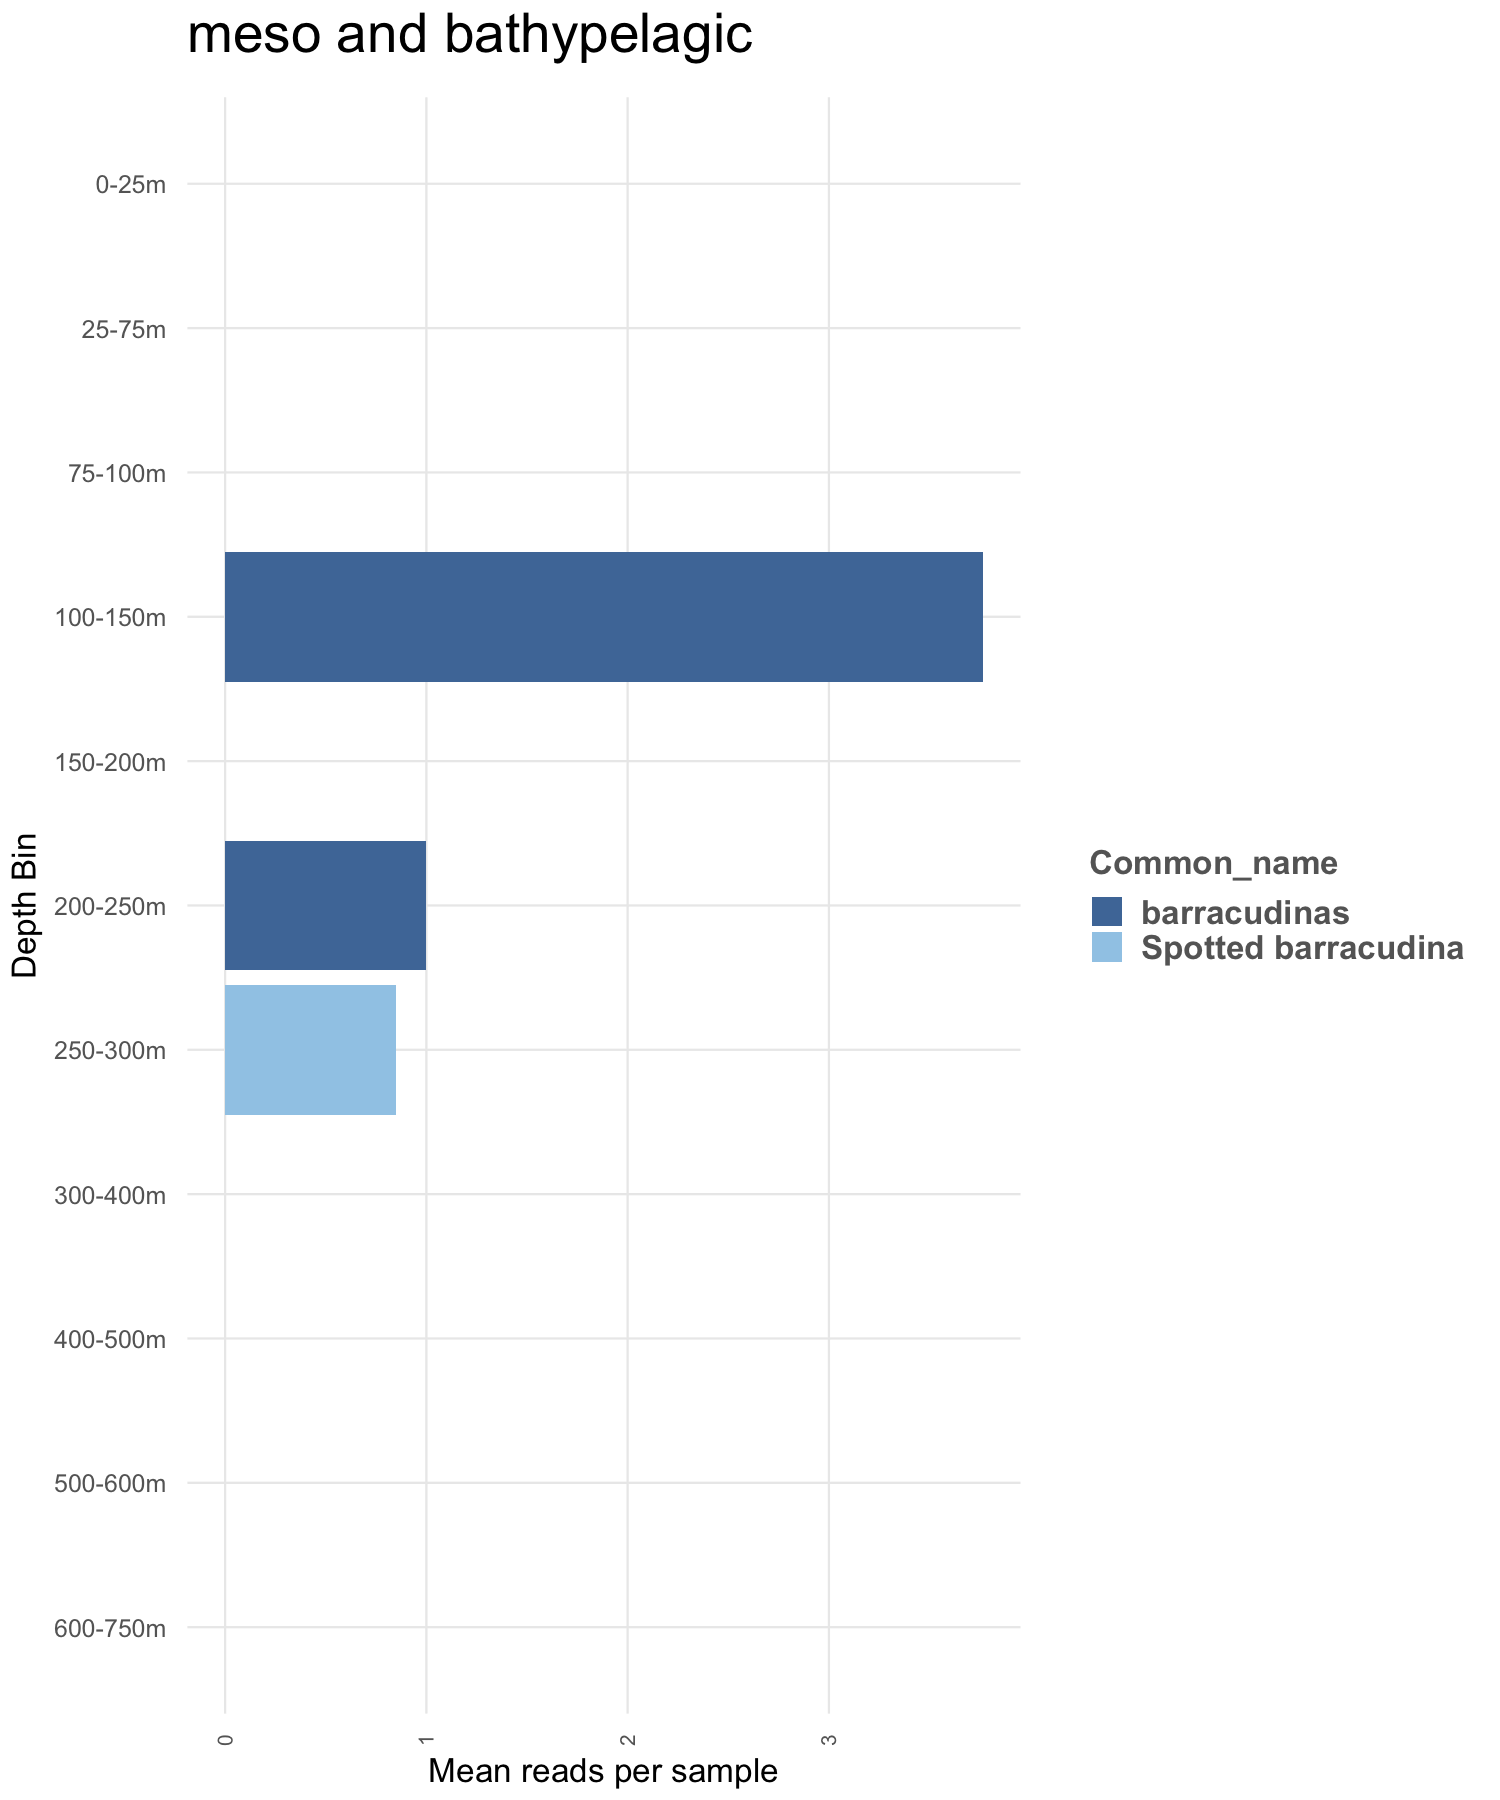 meso and bathypelagic
0-25m
25-75m
75-100m
100-150m
150-200m
200-250m
250-300m
300-400m
400-500m
500-600m
600-750m
Depth Bin
0
1
2
3
Mean reads per sample
Common_name
barracudinas
Spotted barracudina